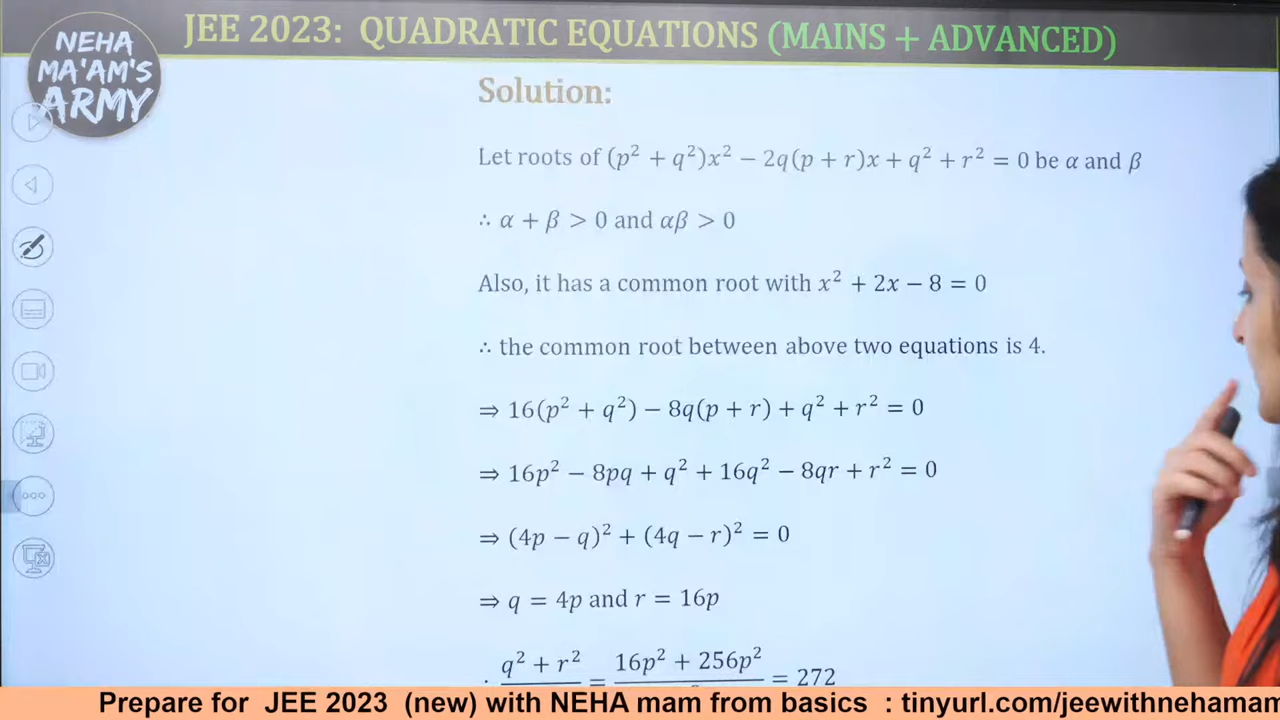 NEHA
MA'AM'S
ARMY
JEE 2023: QUADRATIC EQUATIONS (MAINS + ADVANCED)
Solution:
Let roots of (p² + q²)x² − 2q(p + r)x + q² + r² = 0 be α and β
∴ α + β > 0 and αβ > 0
Also, it has a common root with x² + 2x − 8 = 0
∴ the common root between above two equations is 4.
⇒ 16(p² + q²) − 8q(p + r) + q² + r² = 0
⇒ 16p² − 8pq + q² + 16q² − 8qr + r² = 0
⇒ (4p − q)² + (4q − r)² = 0
⇒ q = 4p and r = 16p
q² + r² / = 16p² + 256p² / = 272
Prepare for JEE 2023 (new) with NEHA mam from basics : tinyurl.com/jeewithnehamam